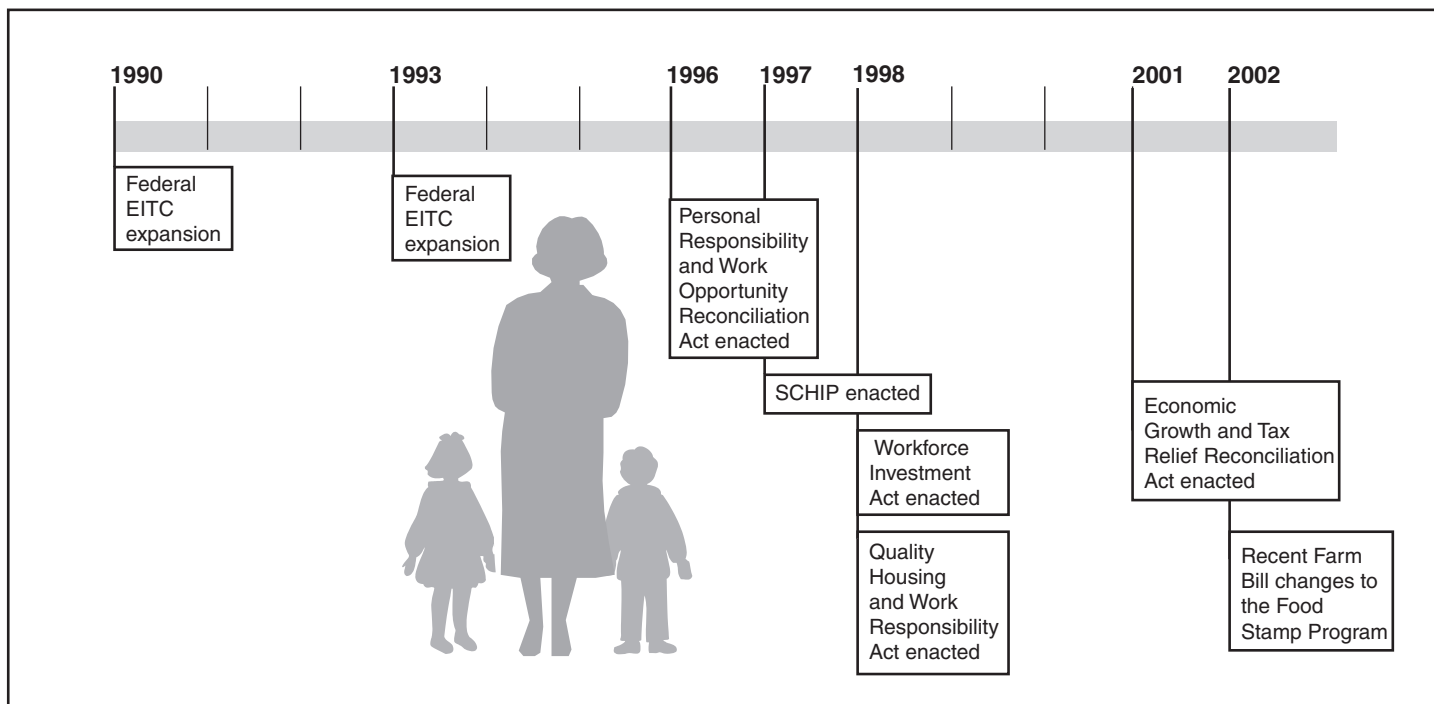 1990
1993
1996
1997
1998
2001
2002
Federal
EITC
expansion
Federal
EITC
expansion
Personal
Responsibility
and Work
Opportunity
Reconciliation
Act enacted
SCHIP enacted
Workforce
Investment
Act enacted
Quality
Housing
and Work
Responsibility
Act enacted
Economic
Growth and Tax
Relief Reconciliation
Act enacted
Recent Farm
Bill changes to
the Food
Stamp Program